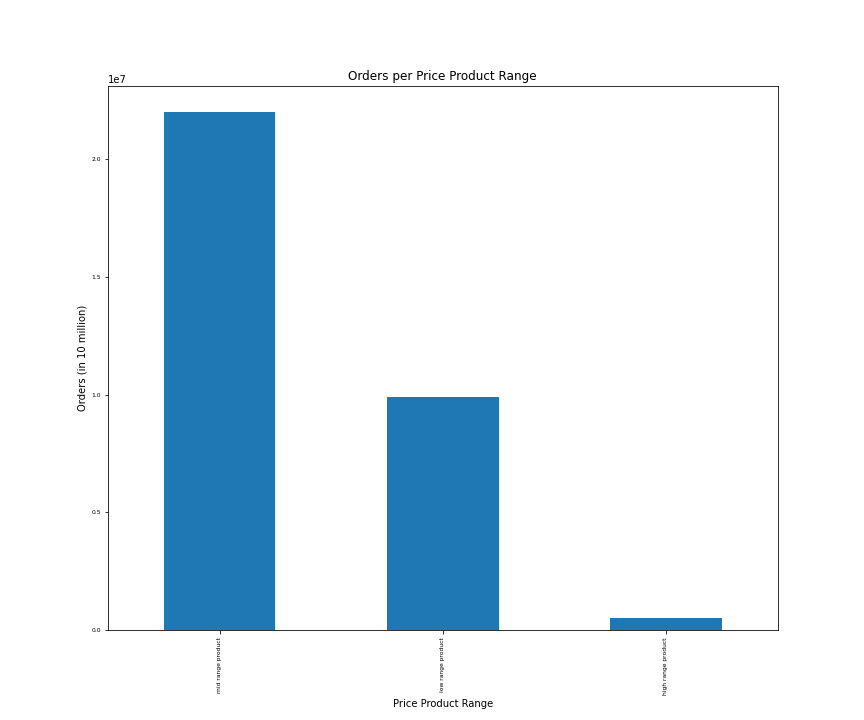 Orders per Price Product Range
1e7
2.0
1.5
1.0
0.5
0.0
Orders (in 10 million)
mid range product
low range product
high range product
Price Product Range